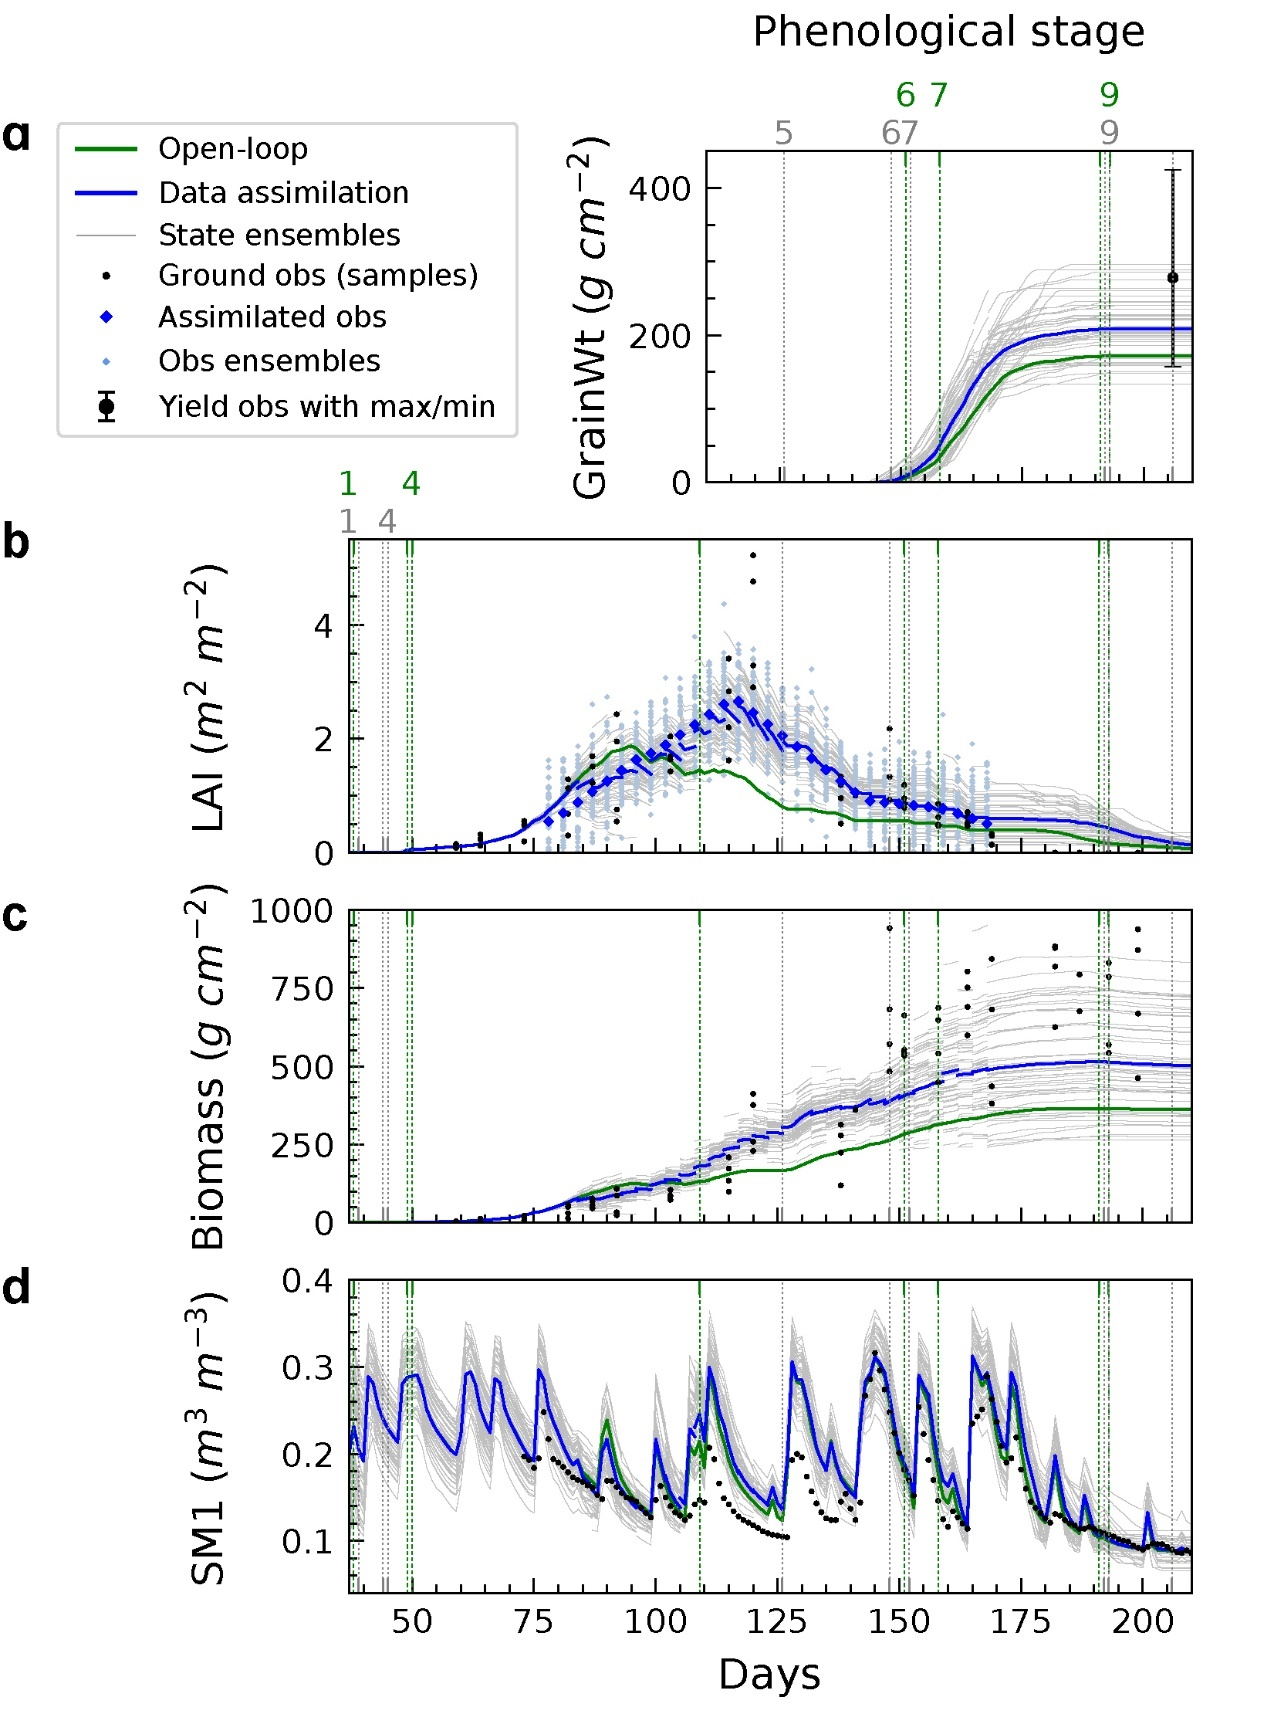 Phenological stage
6 7 9
5 67 9
a
Open-loop
Data assimilation
State ensembles
Ground obs (samples)
Assimilated obs
Obs ensembles
Yield obs with max/min
GrainWt (g cm⁻²)
400
200
0
1 4
1 4
b
LAI (m² m⁻²)
4
2
0
c
Biomass (g cm⁻²)
1000
750
500
250
0
d
SM1 (m³ m⁻³)
0.4
0.3
0.2
0.1
50 75 100 125 150 175 200
Days